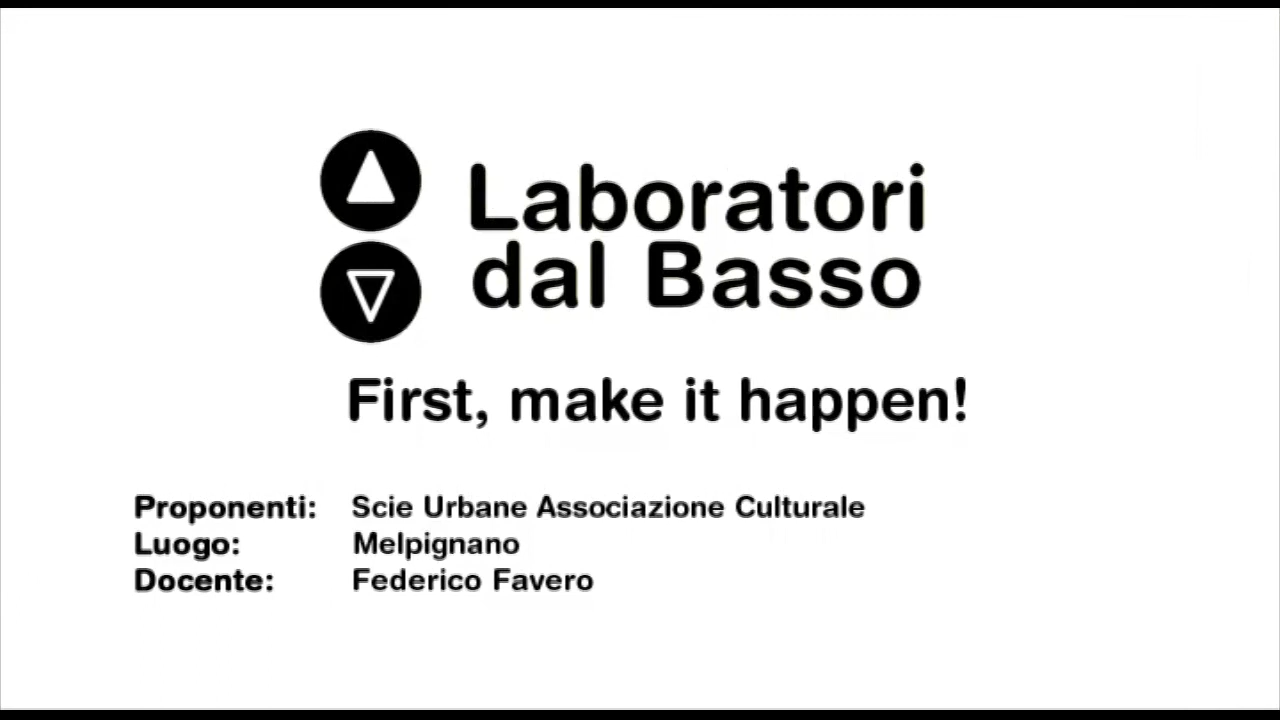 Laboratori
dal Basso
First, make it happen!
Proponenti: Scie Urbane Associazione Culturale
Luogo: Melpignano
Docente: Federico Favero